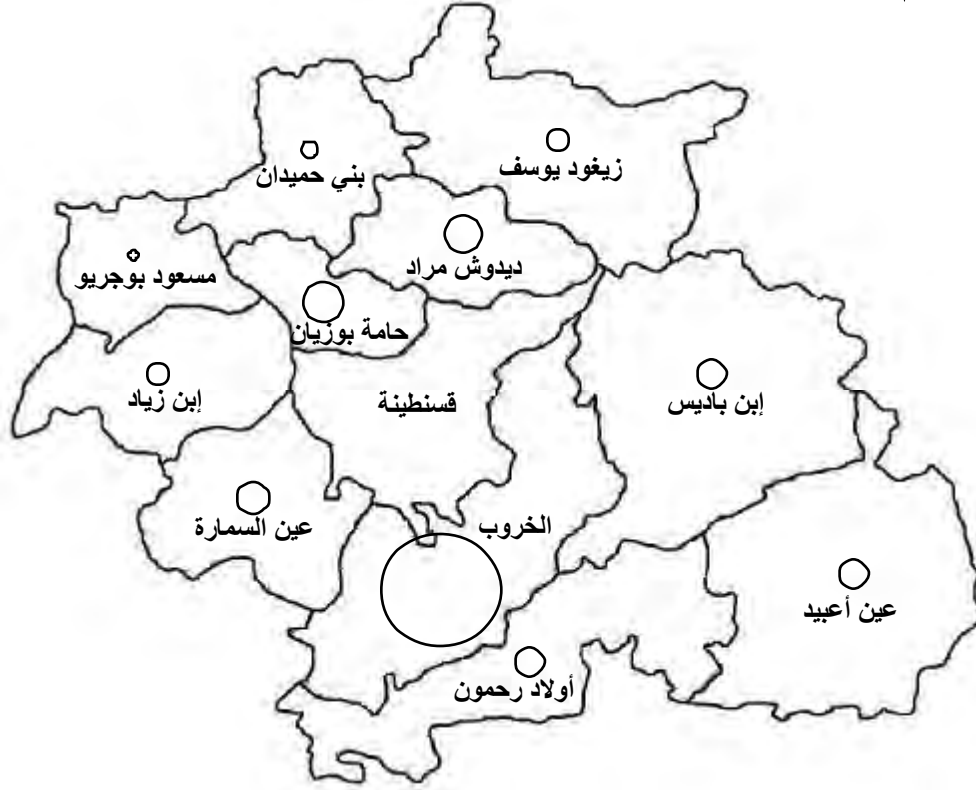 زيغود يوسف
بني حميدان
ديدوش مراد
مسعود بوجريو
حامة بوزيان
إبن زياد
قسنطينة
إبن باديس
عين السمارة
الخروب
عين أعبيد
أولاد رحمون